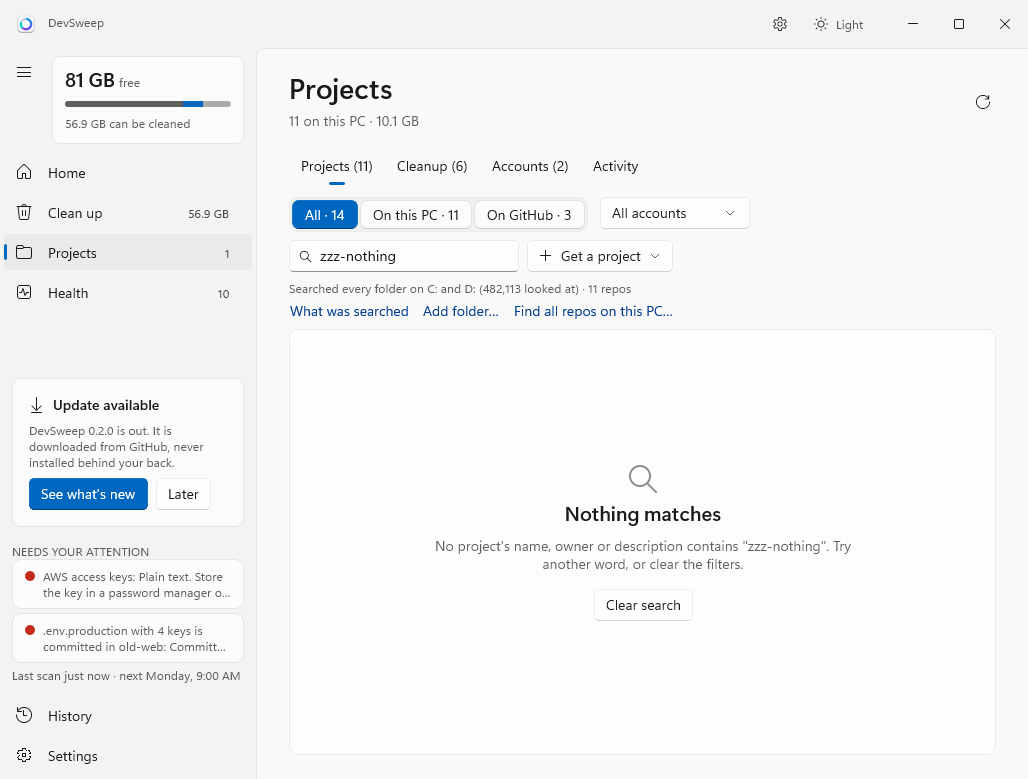 DevSweep
Light
81 GB free
56.9 GB can be cleaned
Home
Clean up 56.9 GB
Projects 1
Health 10
Update available
DevSweep 0.2.0 is out. It is
downloaded from GitHub, never
installed behind your back.
See what's new Later
NEEDS YOUR ATTENTION
AWS access keys: Plain text. Store
the key in a password manager o...
.env.production with 4 keys is
committed in old-web: Committ...
Last scan just now · next Monday, 9:00 AM
History
Settings
Projects
11 on this PC · 10.1 GB
Projects (11) Cleanup (6) Accounts (2) Activity
All · 14 On this PC · 11 On GitHub · 3 All accounts
zzz-nothing Get a project
Searched every folder on C: and D: (482,113 looked at) · 11 repos
What was searched Add folder... Find all repos on this PC...
Nothing matches
No project's name, owner or description contains "zzz-nothing". Try
another word, or clear the filters.
Clear search